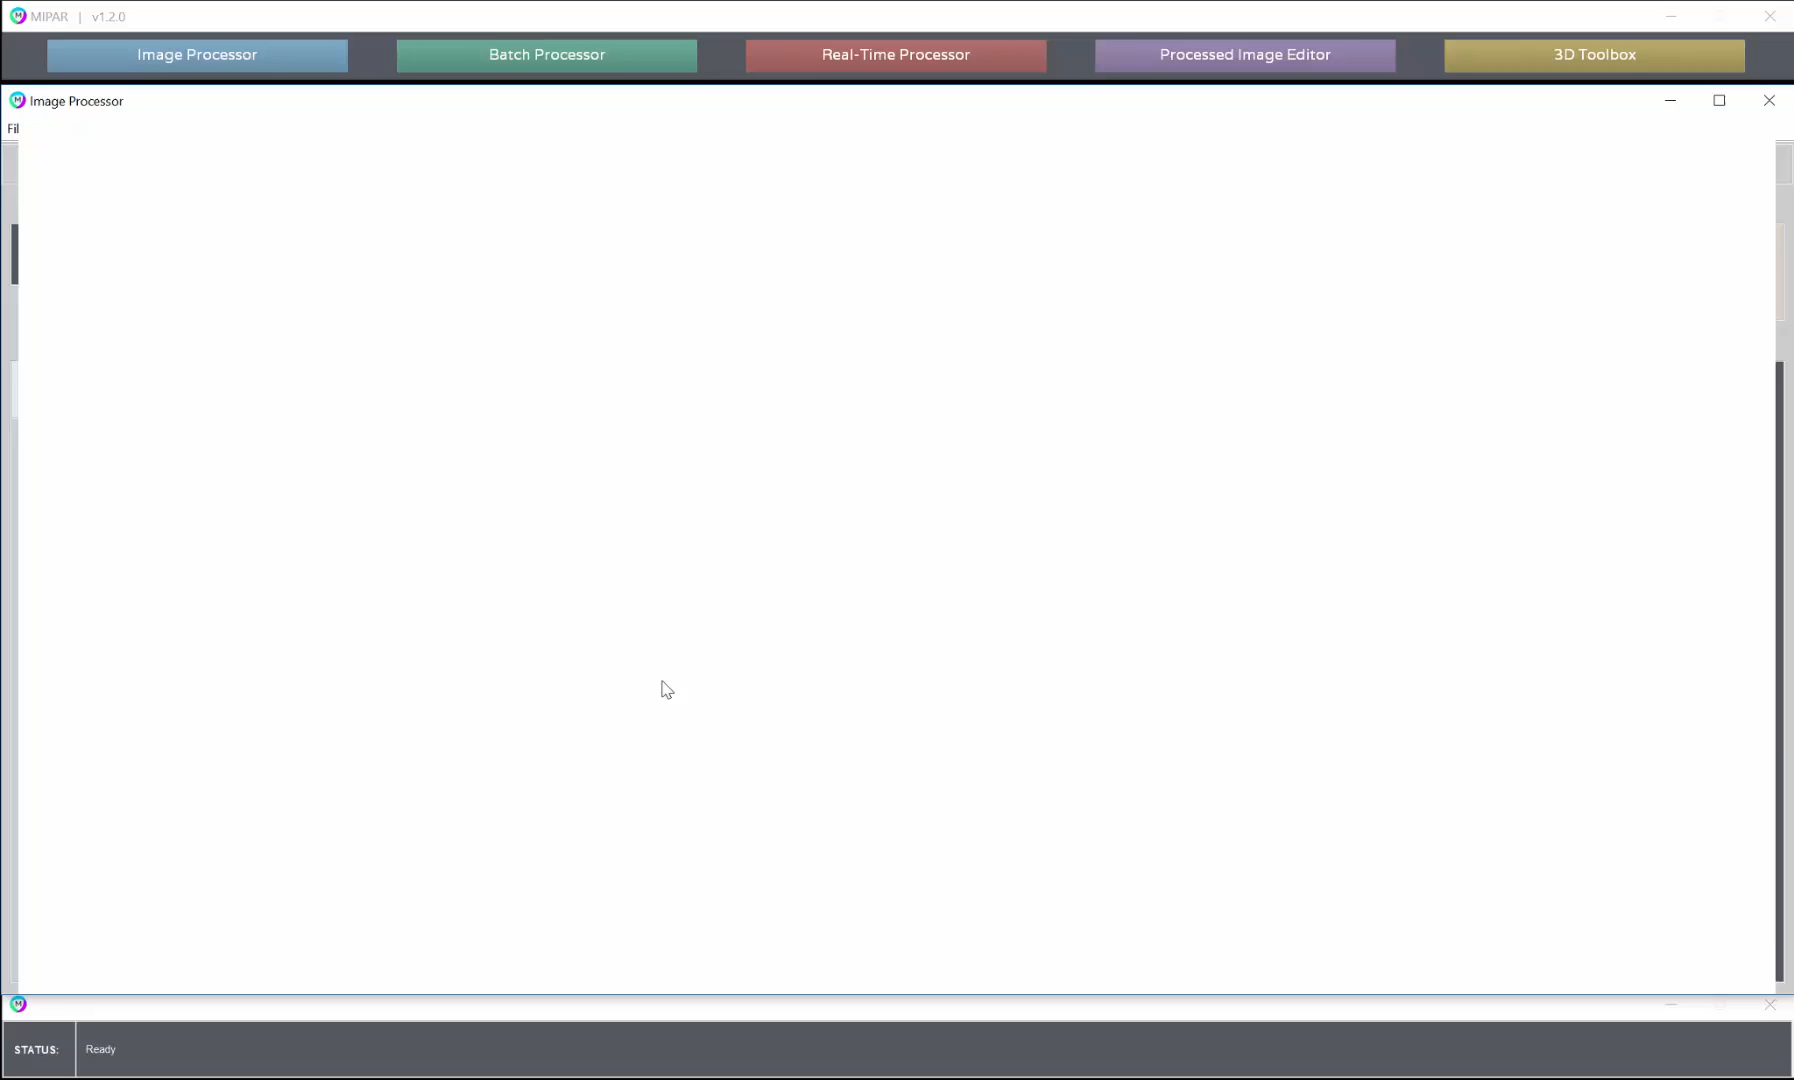 MIPAR | v1.2.0
Image Processor
Batch Processor
Real-Time Processor
Processed Image Editor
3D Toolbox
Image Processor
Fil
STATUS:
Ready